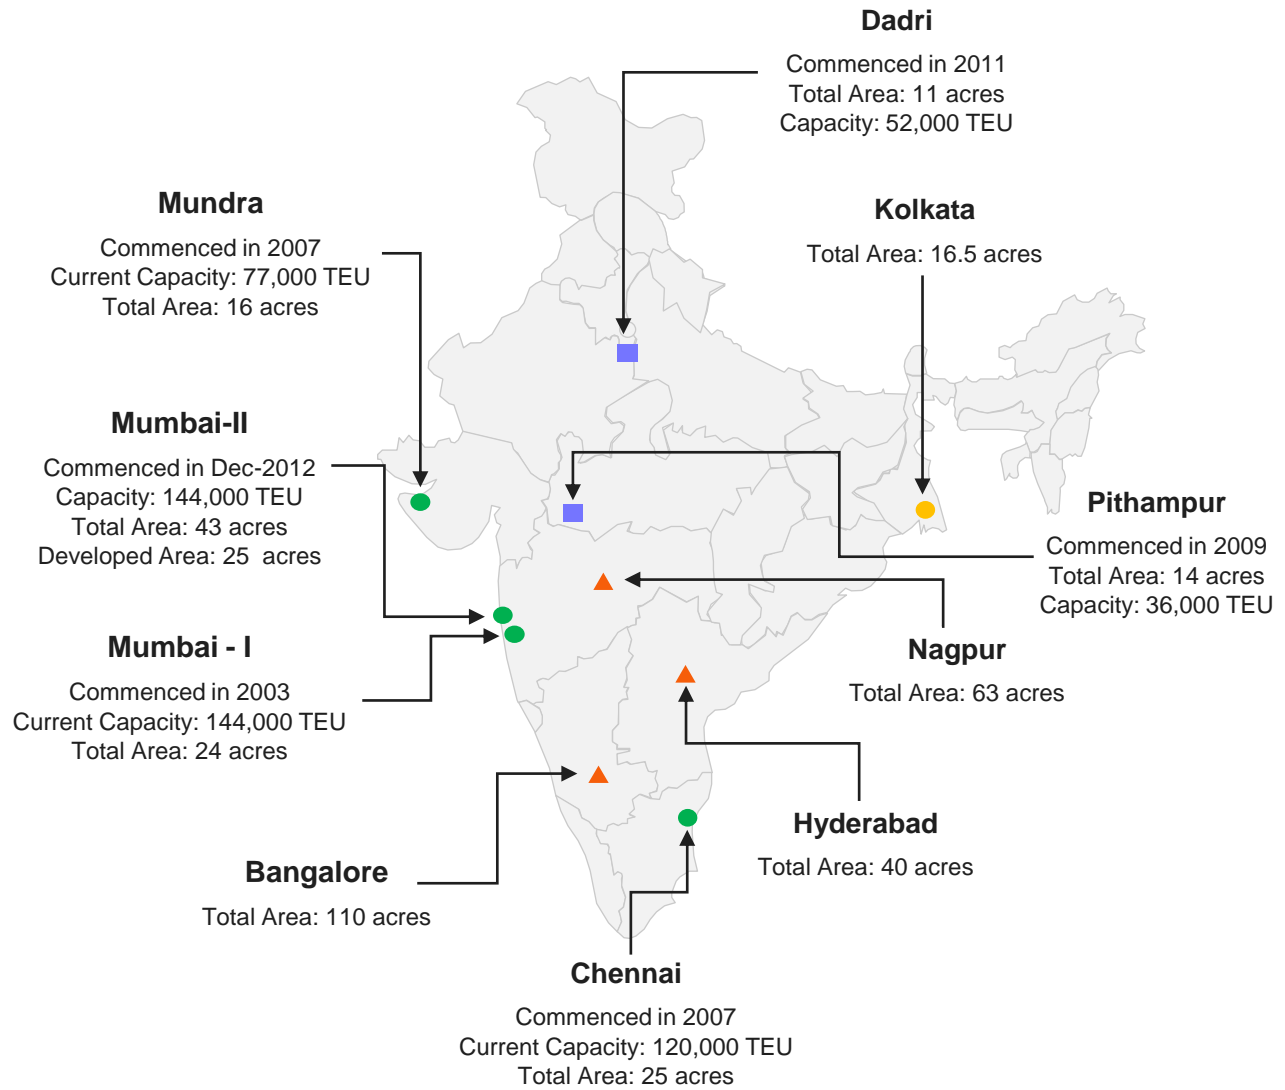 Dadri
Commenced in 2011
Total Area: 11 acres
Capacity: 52,000 TEU
Mundra
Commenced in 2007
Current Capacity: 77,000 TEU
Total Area: 16 acres
Kolkata
Total Area: 16.5 acres
Mumbai-II
Commenced in Dec-2012
Capacity: 144,000 TEU
Total Area: 43 acres
Developed Area: 25 acres
Pithampur
Commenced in 2009
Total Area: 14 acres
Capacity: 36,000 TEU
Mumbai - I
Commenced in 2003
Current Capacity: 144,000 TEU
Total Area: 24 acres
Nagpur
Total Area: 63 acres
Hyderabad
Total Area: 40 acres
Bangalore
Total Area: 110 acres
Chennai
Commenced in 2007
Current Capacity: 120,000 TEU
Total Area: 25 acres